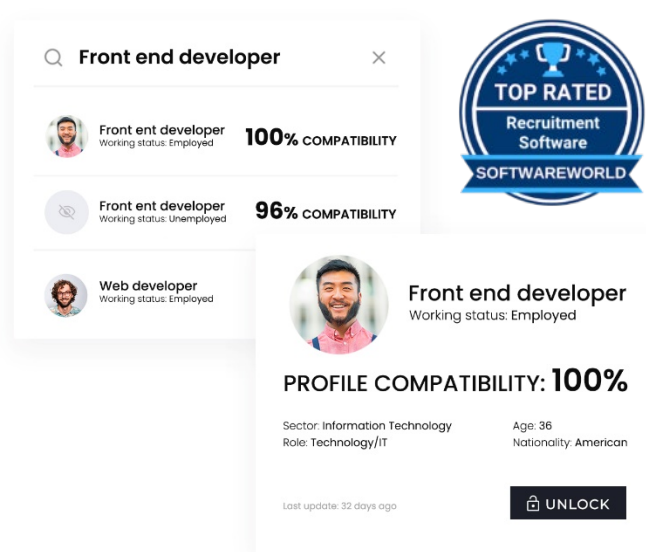 Front end developer
Front ent developer
Working status: Employed
100% COMPATIBILITY
Front ent developer
Working status: Unemployed
96% COMPATIBILITY
Web developer
Working status: Employed
TOP RATED
Recruitment
Software
SOFTWAREWORLD
Front end developer
Working status: Employed
PROFILE COMPATIBILITY: 100%
Sector: Information Technology
Age: 36
Role: Technology/IT
Nationality: American
Last update: 32 days ago
UNLOCK